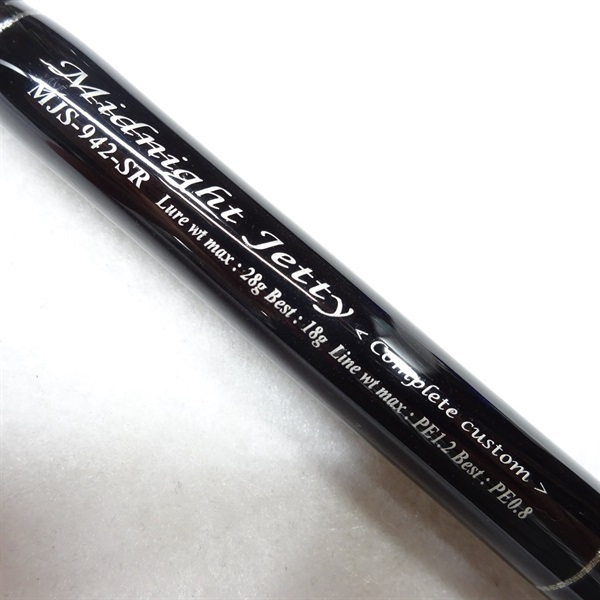 Midnight Jetty < Complete custom >
MJS-942-SR Lure wt max : 28g Best : 18g Line wt max : PE1.2 Best : PE0.8